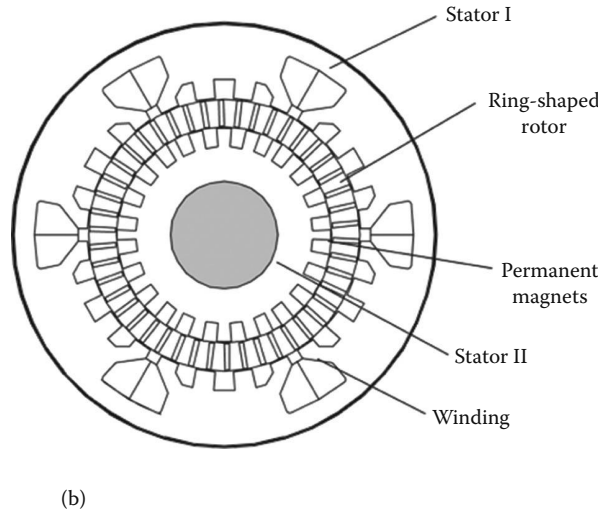 Stator I
Ring-shaped
rotor
Permanent
magnets
Stator II
Winding
(b)